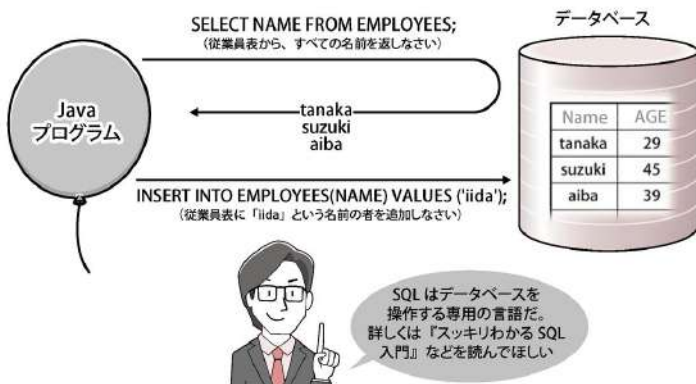 データベース
SELECT NAME FROM EMPLOYEES;
(従業員表から、すべての名前を返しなさい)
Java
プログラム
tanaka
suzuki
aiba
Name AGE
tanaka 29
suzuki 45
aiba 39
INSERT INTO EMPLOYEES(NAME) VALUES ('iida');
(従業員表に「iida」という名前の者を追加しなさい)
SQL はデータベースを
操作する専用の言語だ。
詳しくは『スッキリわかる SQL
入門』などを読んでほしい